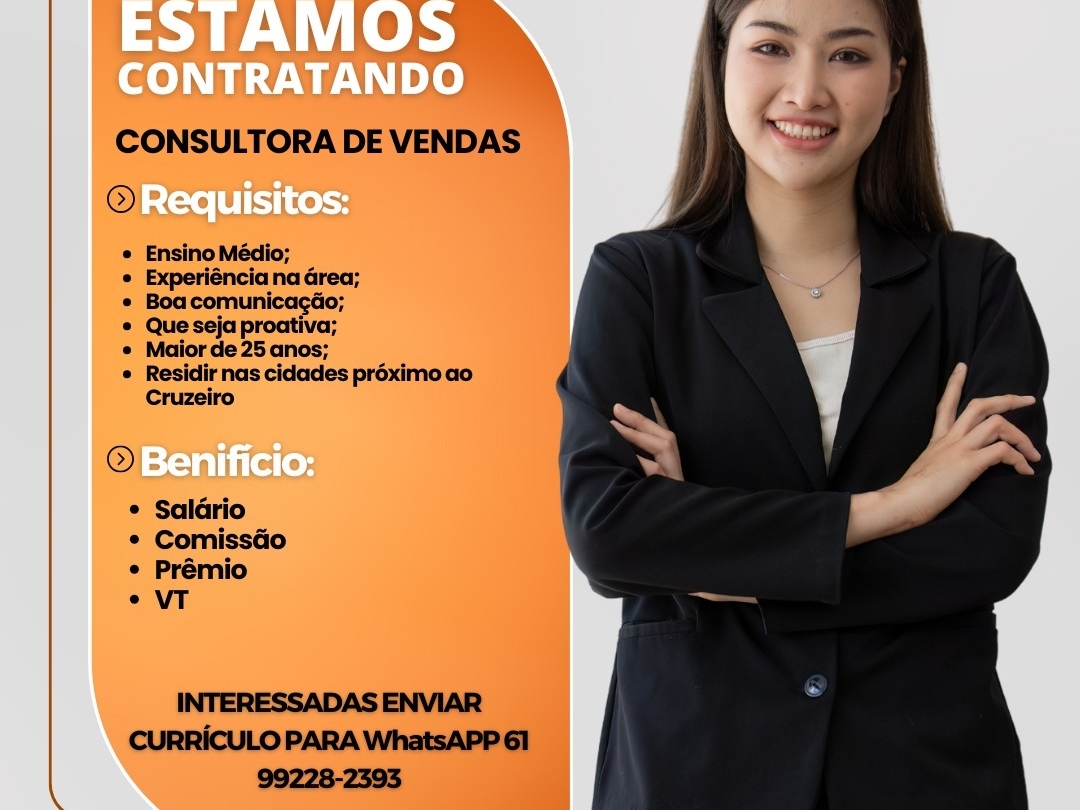 ESTAMOS
CONTRATANDO
CONSULTORA DE VENDAS
Requisitos:
• Ensino Médio;
• Experiência na área;
• Boa comunicação;
• Que seja proativa;
• Maior de 25 anos;
• Residir nas cidades próximo ao
Cruzeiro
Benifício:
• Salário
• Comissão
• Prêmio
• VT
INTERESSADAS ENVIAR
CURRÍCULO PARA WhatsAPP 61
99228-2393